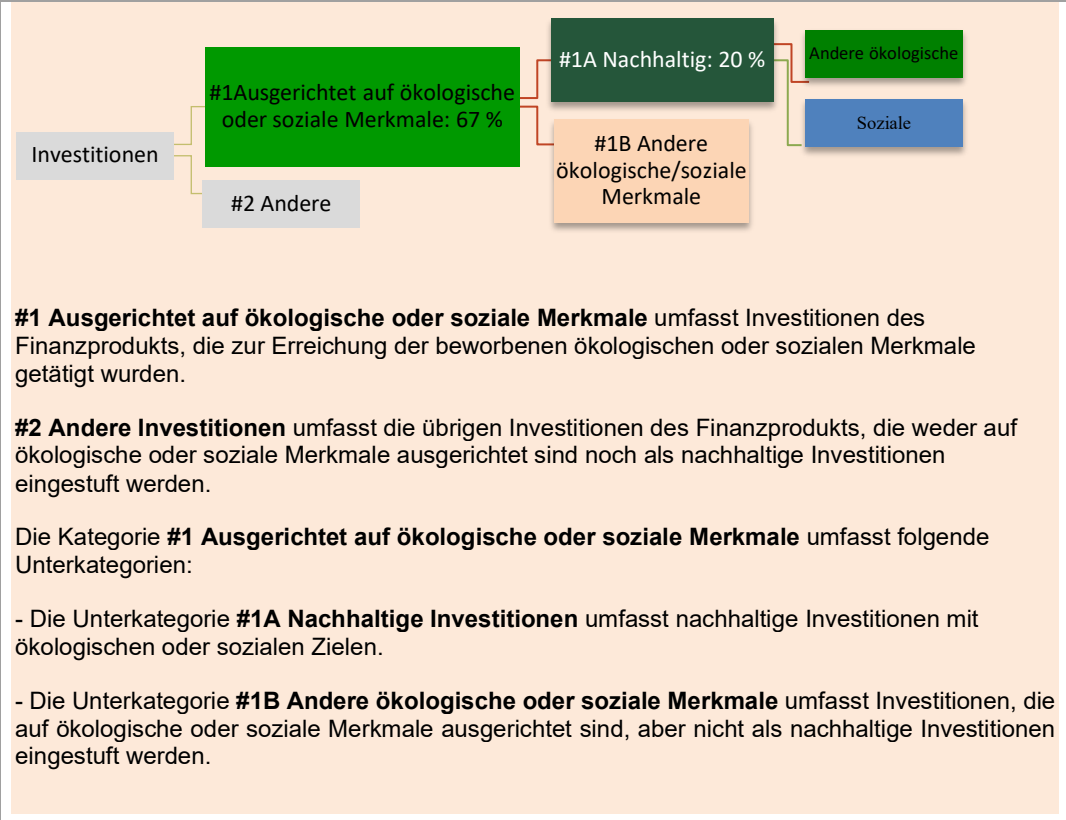 Investitionen
#1Ausgerichtet auf ökologische
oder soziale Merkmale: 67 %
#2 Andere
#1A Nachhaltig: 20 %
#1B Andere
ökologische/soziale
Merkmale
Andere ökologische
Soziale
#1 Ausgerichtet auf ökologische oder soziale Merkmale umfasst Investitionen des
Finanzprodukts, die zur Erreichung der beworbenen ökologischen oder sozialen Merkmale
getätigt wurden.
#2 Andere Investitionen umfasst die übrigen Investitionen des Finanzprodukts, die weder auf
ökologische oder soziale Merkmale ausgerichtet sind noch als nachhaltige Investitionen
eingestuft werden.
Die Kategorie #1 Ausgerichtet auf ökologische oder soziale Merkmale umfasst folgende
Unterkategorien:
- Die Unterkategorie #1A Nachhaltige Investitionen umfasst nachhaltige Investitionen mit
ökologischen oder sozialen Zielen.
- Die Unterkategorie #1B Andere ökologische oder soziale Merkmale umfasst Investitionen, die
auf ökologische oder soziale Merkmale ausgerichtet sind, aber nicht als nachhaltige Investitionen
eingestuft werden.